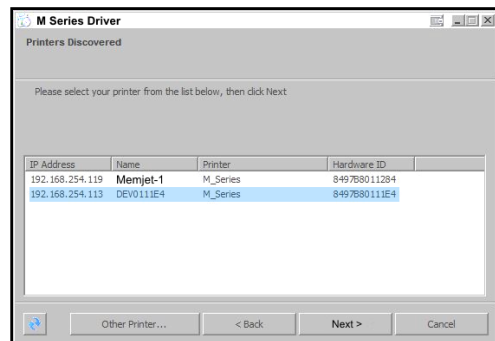 M Series Driver
Printers Discovered
Please select your printer from the list below, then click Next
IP Address Name Printer Hardware ID
192.168.254.119 Memjet-1 M_Series 8497B8011284
192.168.254.113 DEV0111E4 M_Series 8497B80111E4
Other Printer... < Back Next > Cancel